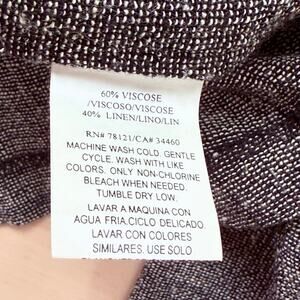 60% VISCOSE
/VISCOSO/VISCOSE
40% LINEN/LINO/LIN
RN# 78121/CA# 34460
MACHINE WASH COLD. GENTLE
CYCLE. WASH WITH LIKE
COLORS. ONLY NON-CHLORINE
BLEACH WHEN NEEDED.
TUMBLE DRY LOW.
LAVAR A MAQUINA CON
AGUA FRIA.CICLO DELICADO.
LAVAR CON COLORES
SIMILARES. USE SOLO